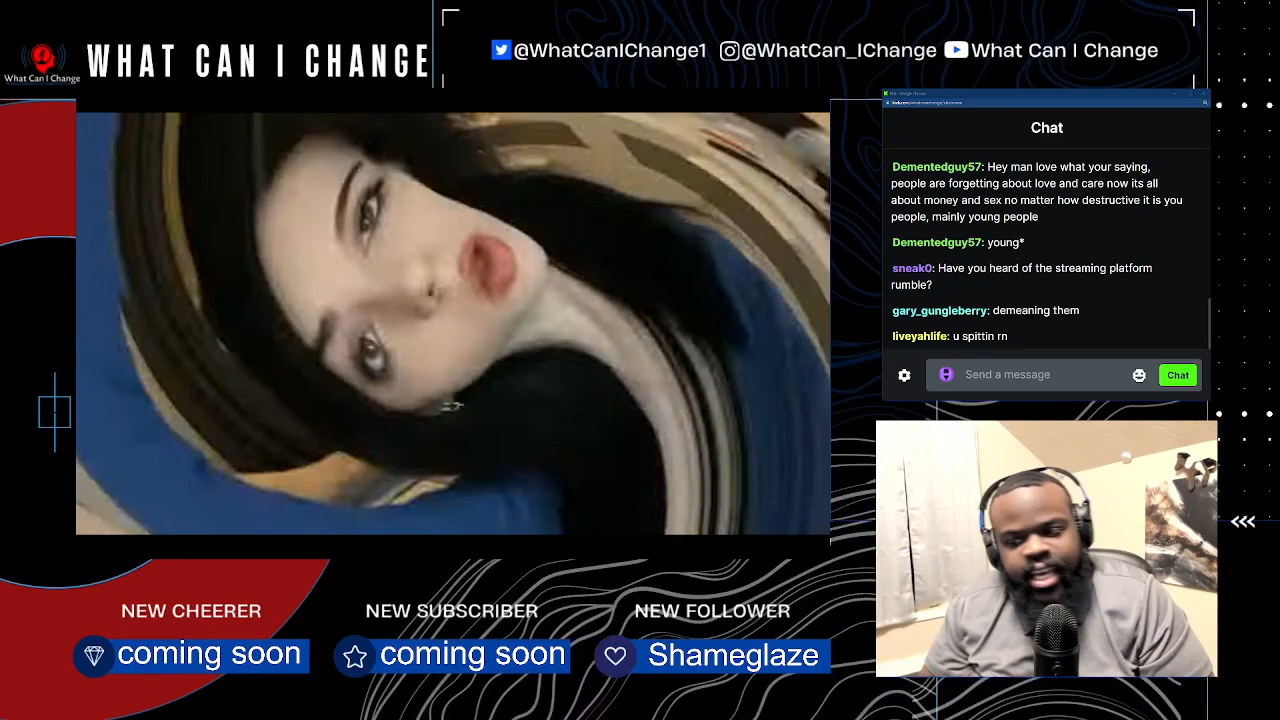 What Can I Change
WHAT CAN I CHANGE
@WhatCanIChange1
@WhatCan_IChange
What Can I Change
Chat
Dementedguy57: Hey man love what your saying,
people are forgetting about love and care now its all
about money and sex no matter how destructive it is you
people, mainly young people
Dementedguy57: young*
sneak0: Have you heard of the streaming platform
rumble?
gary_gungleberry: demeaning them
liveyahlife: u spittin rn
Send a message
Chat
NEW CHEERER
NEW SUBSCRIBER
NEW FOLLOWER
coming soon
coming soon
Shameglaze